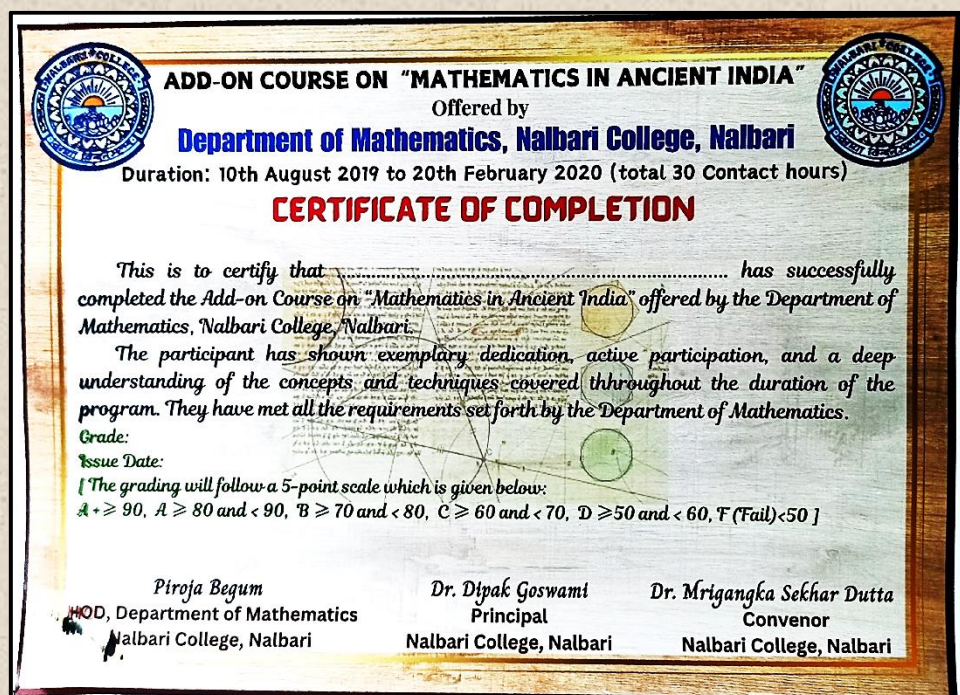 ADD-ON COURSE ON “MATHEMATICS IN ANCIENT INDIA”
Offered by
Department of Mathematics, Nalbari College, Nalbari
Duration: 10th August 2019 to 20th February 2020 (total 30 Contact hours)
CERTIFICATE OF COMPLETION
This is to certify that .......................................................................................... has successfully
completed the Add-on Course on “Mathematics in Ancient India” offered by the Department of
Mathematics, Nalbari College, Nalbari.
The participant has shown exemplary dedication, active participation, and a deep
understanding of the concepts and techniques covered thhroughout the duration of the
program. They have met all the requirements set forth by the Department of Mathematics.
Grade:
Issue Date:
[ The grading will follow a 5-point scale which is given below:
A + ≥ 90, A ≥ 80 and < 90, B ≥ 70 and < 80, C ≥ 60 and < 70, D ≥50 and < 60, F (Fail)<50 ]
Piroja Begum
HOD, Department of Mathematics
Nalbari College, Nalbari
Dr. Dipak Goswami
Principal
Nalbari College, Nalbari
Dr. Mrigangka Sekhar Dutta
Convenor
Nalbari College, Nalbari